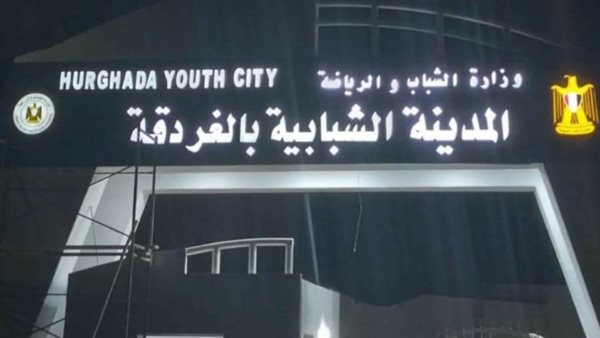 HURGHADA YOUTH CITY
وزارة الشباب و الرياضة
المدينة الشبابية بالغردقة